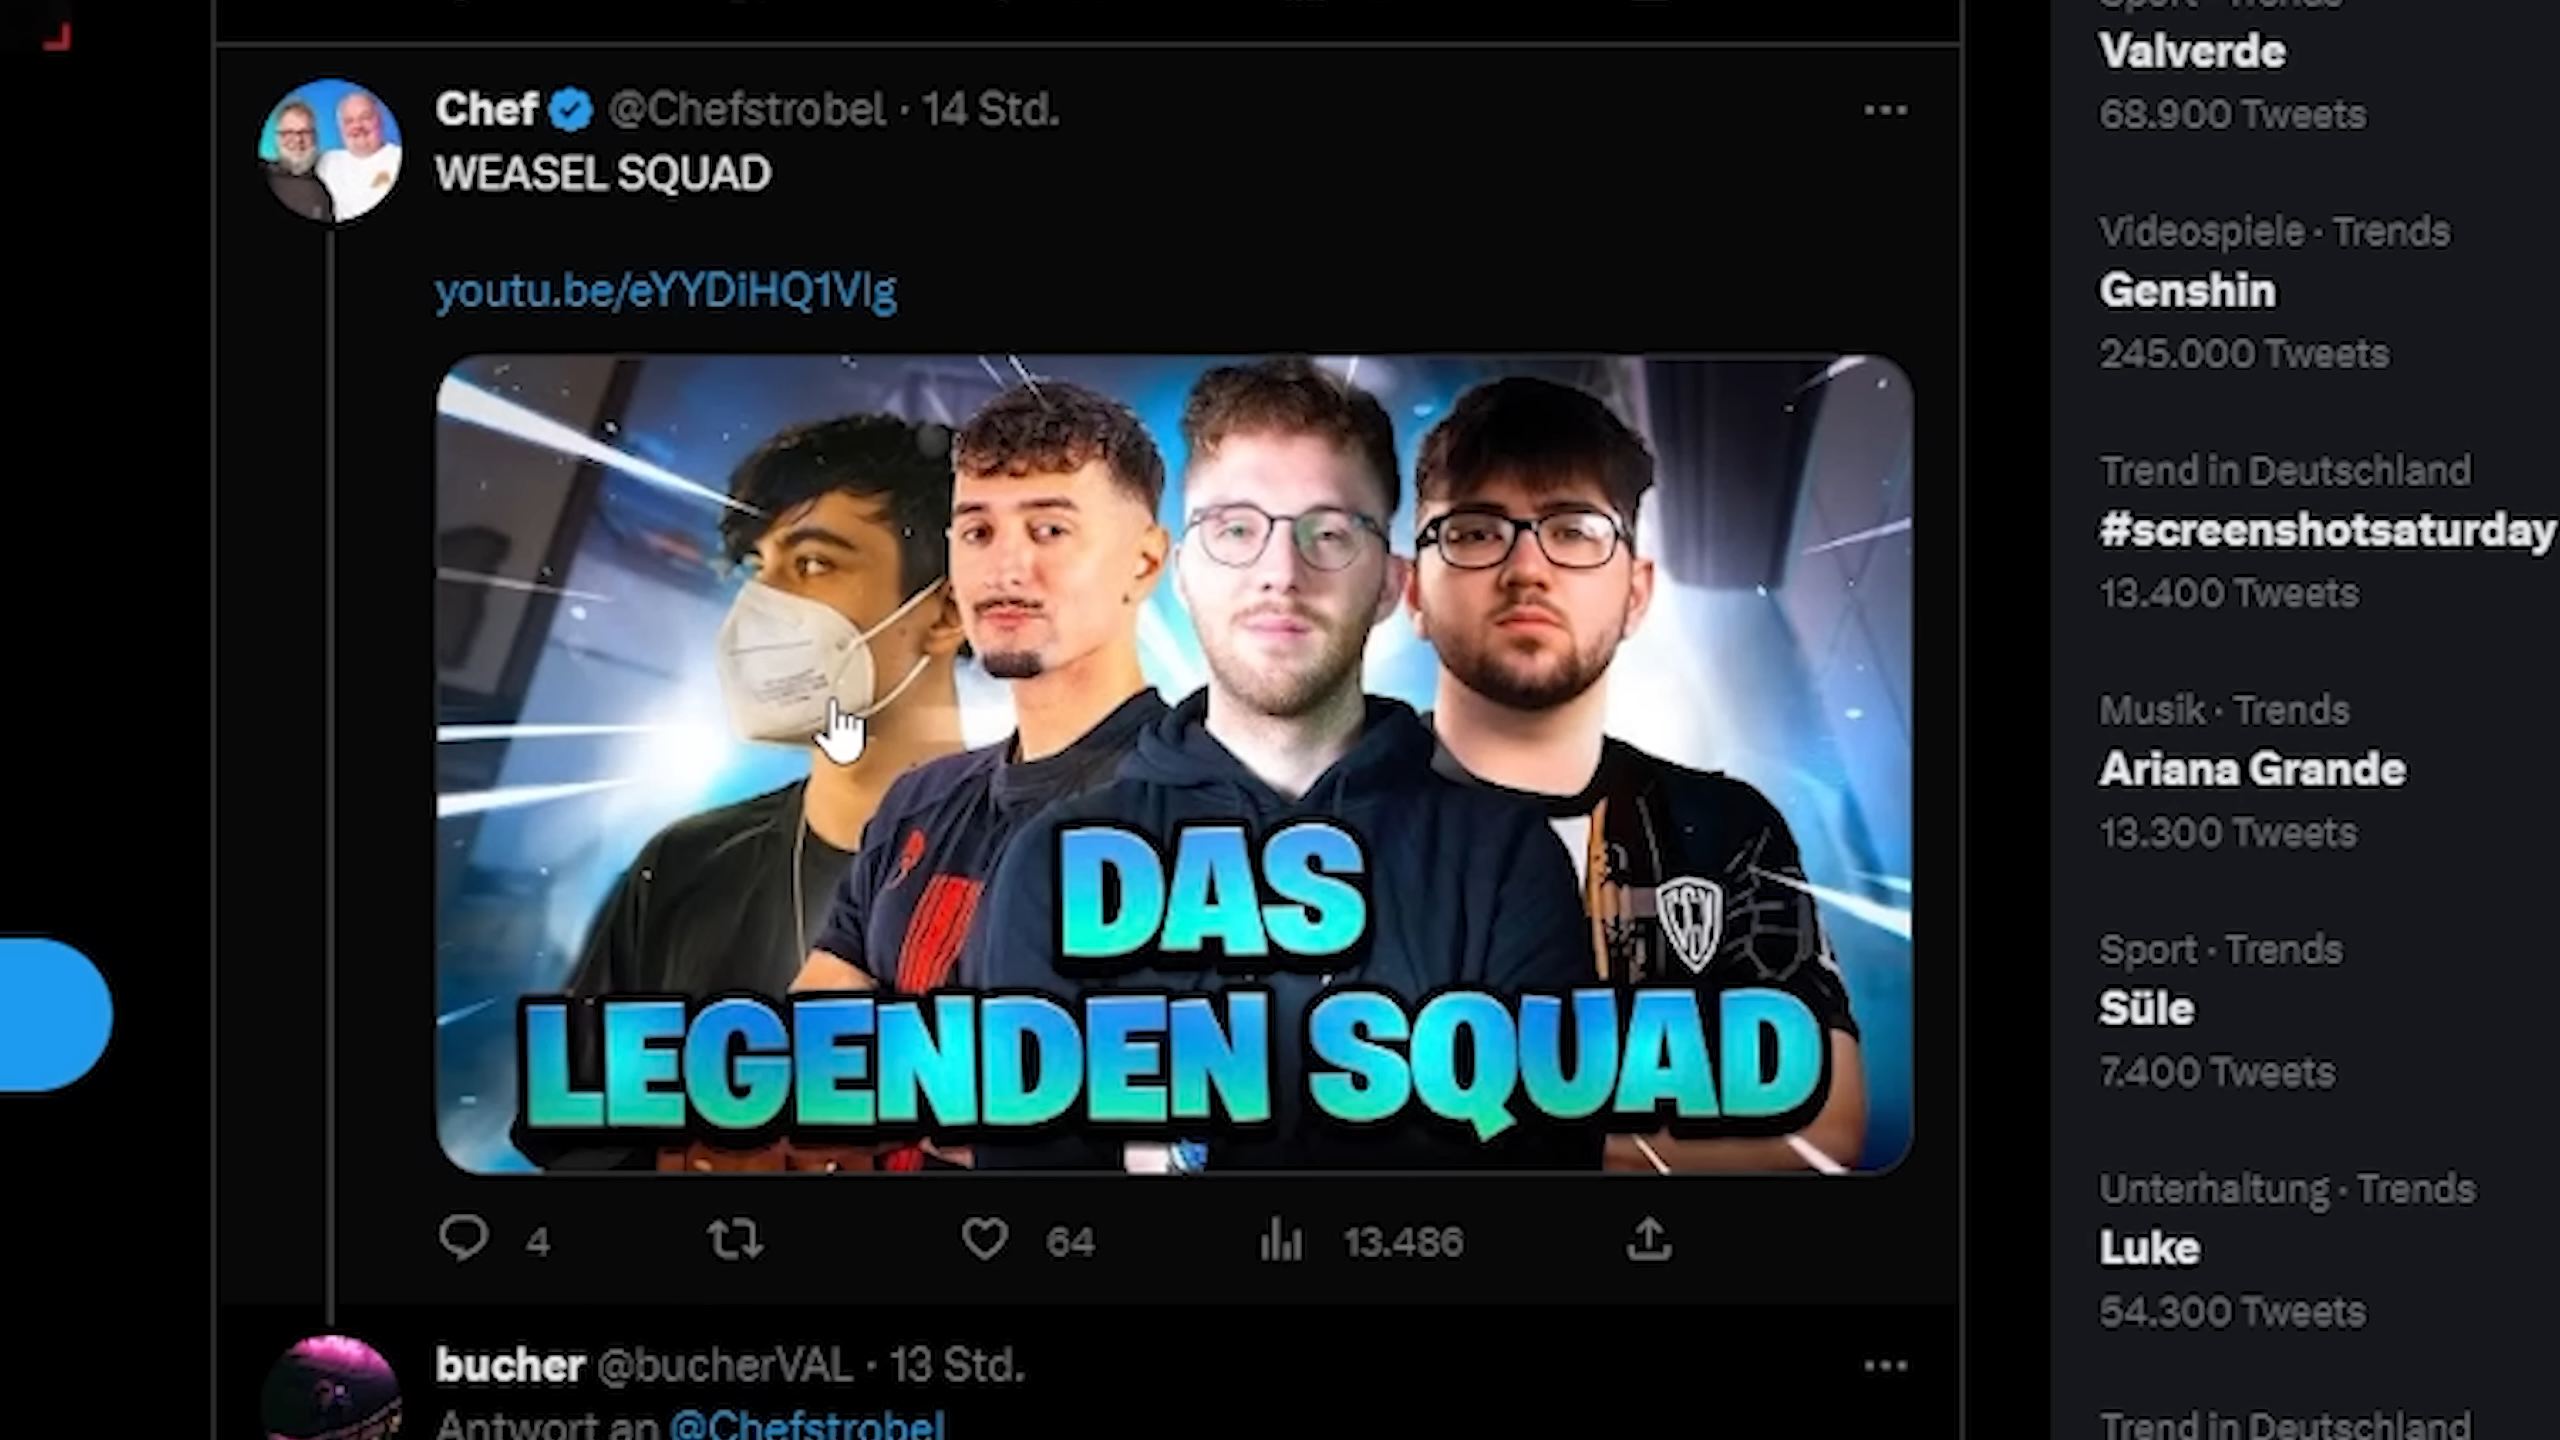 Chef @Chefstrobel · 14 Std.
WEASEL SQUAD
youtu.be/eYYDiHQ1Vlg
DAS
LEGENDEN SQUAD
4
64
13.486
bucher @bucherVAL · 13 Std.
Antwort an @Chefstrobel
Sport · Trends
Valverde
68.900 Tweets
Videospiele · Trends
Genshin
245.000 Tweets
Trend in Deutschland
#screenshotsaturday
13.400 Tweets
Musik · Trends
Ariana Grande
13.300 Tweets
Sport · Trends
Süle
7.400 Tweets
Unterhaltung · Trends
Luke
54.300 Tweets
Trend in Deutschland